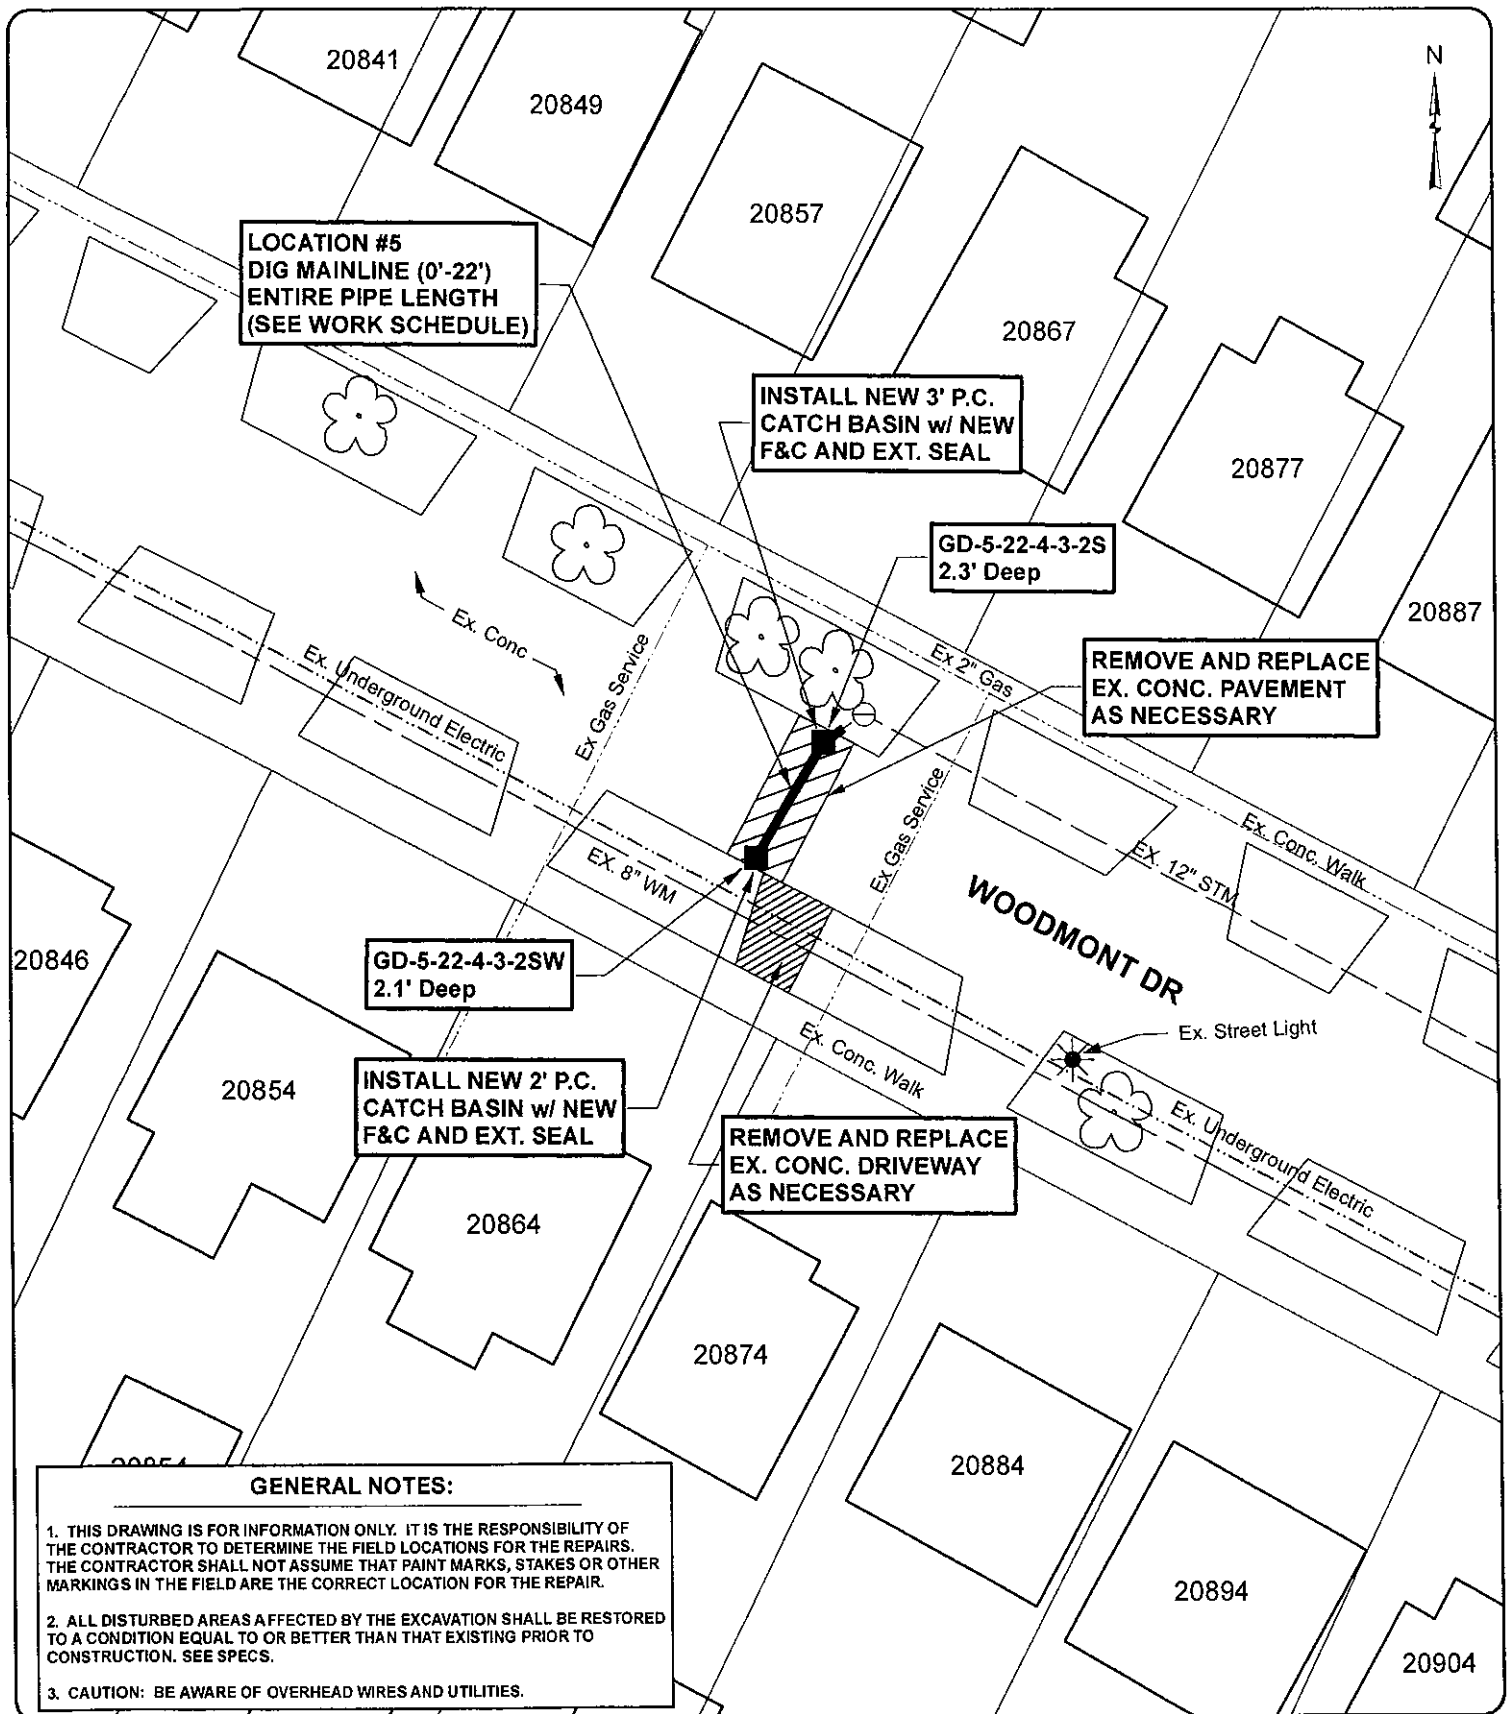 20841
20849
N
20857
LOCATION #5
DIG MAINLINE (0'-22')
ENTIRE PIPE LENGTH
(SEE WORK SCHEDULE)
20867
INSTALL NEW 3' P.C.
CATCH BASIN w/ NEW
F&C AND EXT. SEAL
20877
GD-5-22-4-3-2S
2.3' Deep
20887
Ex. Conc
Ex. Underground Electric
Ex Gas Service
Ex 2" Gas
REMOVE AND REPLACE
EX. CONC. PAVEMENT
AS NECESSARY
Ex Gas Service
Ex. Conc. Walk
EX. 12" STM
EX. 8" WM
WOODMONT DR
20846
GD-5-22-4-3-2SW
2.1' Deep
Ex. Street Light
Ex. Conc. Walk
20854
INSTALL NEW 2' P.C.
CATCH BASIN w/ NEW
F&C AND EXT. SEAL
REMOVE AND REPLACE
EX. CONC. DRIVEWAY
AS NECESSARY
Ex. Underground Electric
20864
20874
20884
20854
20894
20904
GENERAL NOTES:
1. THIS DRAWING IS FOR INFORMATION ONLY. IT IS THE RESPONSIBILITY OF
THE CONTRACTOR TO DETERMINE THE FIELD LOCATIONS FOR THE REPAIRS.
THE CONTRACTOR SHALL NOT ASSUME THAT PAINT MARKS, STAKES OR OTHER
MARKINGS IN THE FIELD ARE THE CORRECT LOCATION FOR THE REPAIR.
2. ALL DISTURBED AREAS AFFECTED BY THE EXCAVATION SHALL BE RESTORED
TO A CONDITION EQUAL TO OR BETTER THAN THAT EXISTING PRIOR TO
CONSTRUCTION. SEE SPECS.
3. CAUTION: BE AWARE OF OVERHEAD WIRES AND UTILITIES.